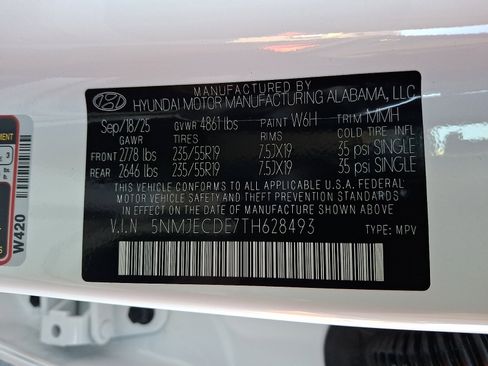 MANUFACTURED BY
HYUNDAI MOTOR MANUFACTURING ALABAMA, LLC
Sep/18/25 GVWR 4861 lbs PAINT W6H TRIM MMH
GAWR TIRES RIMS COLD TIRE INFL.
FRONT 2778 lbs 235/55R19 7.5JX19 35 psi SINGLE
REAR 2646 lbs 235/55R19 7.5JX19 35 psi SINGLE
THIS VEHICLE CONFORMS TO ALL APPLICABLE U.S.A. FEDERAL
MOTOR VEHICLE SAFETY AND THEFT PREVENTION STANDARDS
IN EFFECT ON THE DATE OF MANUFACTURE SHOWN ABOVE.
V.I.N 5NMJECDE7TH628493 TYPE: MPV
3
W420